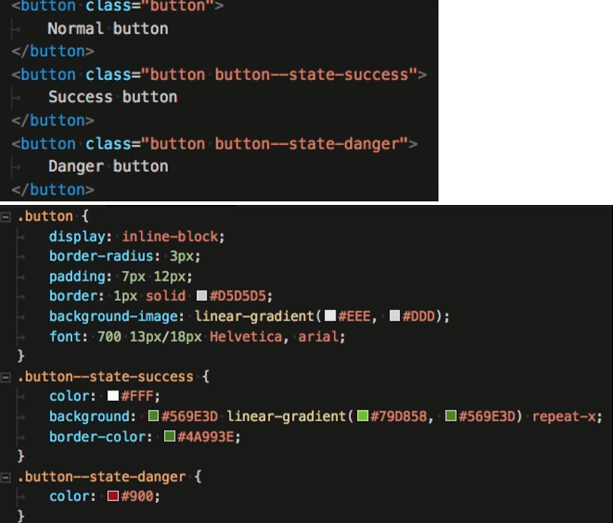 <button class="button">
Normal button
</button>
<button class="button button--state-success">
Success button
</button>
<button class="button button--state-danger">
Danger button
</button>
.button {
display: inline-block;
border-radius: 3px;
padding: 7px 12px;
border: 1px solid #D5D5D5;
background-image: linear-gradient(#EEE, #DDD);
font: 700 13px/18px Helvetica, arial;
}
.button--state-success {
color: #FFF;
background: #569E3D linear-gradient(#79D858, #569E3D) repeat-x;
border-color: #4A993E;
}
.button--state-danger {
color: #900;
}